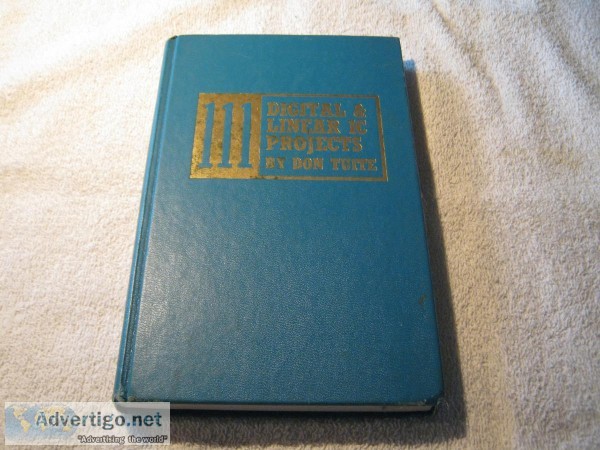 111
DIGITAL &
LINEAR IC
PROJECTS
BY DON TUITE
Advertigo.net
"Advertising the world"